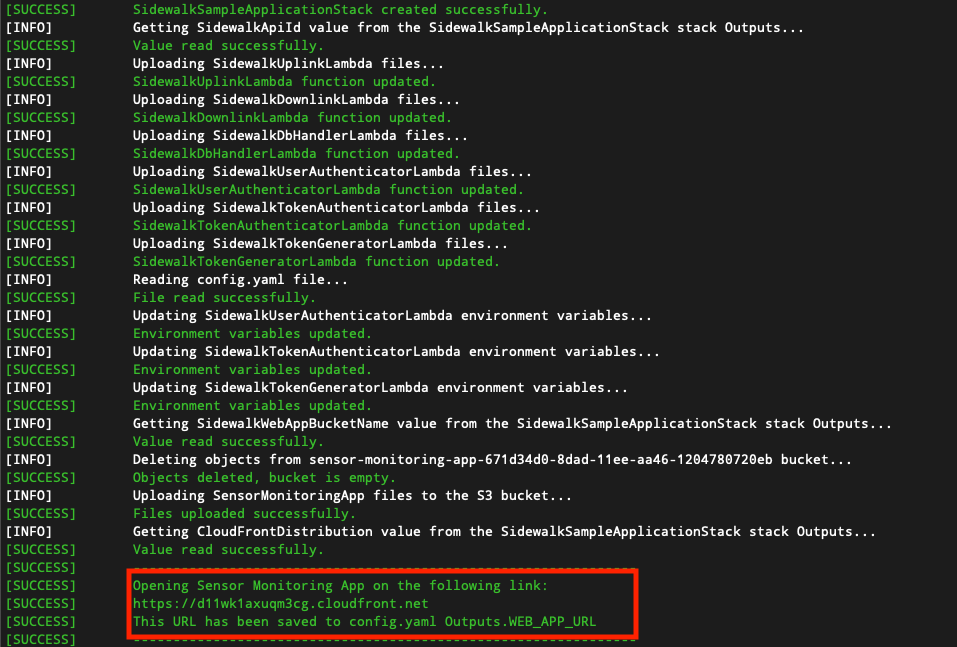 [SUCCESS] SidewalkSampleApplicationStack created successfully.
[INFO] Getting SidewalkApiId value from the SidewalkSampleApplicationStack stack Outputs...
[SUCCESS] Value read successfully.
[INFO] Uploading SidewalkUplinkLambda files...
[SUCCESS] SidewalkUplinkLambda function updated.
[INFO] Uploading SidewalkDownlinkLambda files...
[SUCCESS] SidewalkDownlinkLambda function updated.
[INFO] Uploading SidewalkDbHandlerLambda files...
[SUCCESS] SidewalkDbHandlerLambda function updated.
[INFO] Uploading SidewalkUserAuthenticatorLambda files...
[SUCCESS] SidewalkUserAuthenticatorLambda function updated.
[INFO] Uploading SidewalkTokenAuthenticatorLambda files...
[SUCCESS] SidewalkTokenAuthenticatorLambda function updated.
[INFO] Uploading SidewalkTokenGeneratorLambda files...
[SUCCESS] SidewalkTokenGeneratorLambda function updated.
[INFO] Reading config.yaml file...
[SUCCESS] File read successfully.
[INFO] Updating SidewalkUserAuthenticatorLambda environment variables...
[SUCCESS] Environment variables updated.
[INFO] Updating SidewalkTokenAuthenticatorLambda environment variables...
[SUCCESS] Environment variables updated.
[INFO] Updating SidewalkTokenGeneratorLambda environment variables...
[SUCCESS] Environment variables updated.
[INFO] Getting SidewalkWebAppBucketName value from the SidewalkSampleApplicationStack stack Outputs...
[SUCCESS] Value read successfully.
[INFO] Deleting objects from sensor-monitoring-app-671d34d0-8dad-11ee-aa46-1204780720eb bucket...
[SUCCESS] Objects deleted, bucket is empty.
[INFO] Uploading SensorMonitoringApp files to the S3 bucket...
[SUCCESS] Files uploaded successfully.
[INFO] Getting CloudFrontDistribution value from the SidewalkSampleApplicationStack stack Outputs...
[SUCCESS] Value read successfully.
[SUCCESS] ---------------------------------------------------------------
[SUCCESS] Opening Sensor Monitoring App on the following link:
[SUCCESS] https://d11wk1axuqm3cg.cloudfront.net
[SUCCESS] This URL has been saved to config.yaml Outputs.WEB_APP_URL
[SUCCESS] ---------------------------------------------------------------